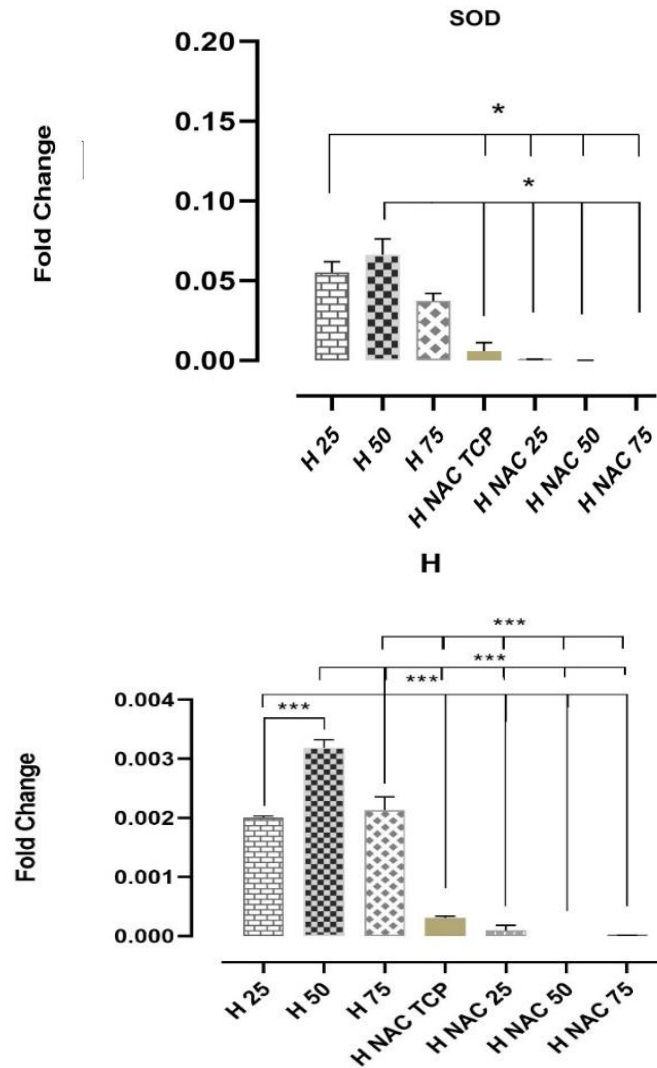 SOD
Fold Change
0.20
0.15
0.10
0.05
0.00
*
*
H 25
H 50
H 75
H NAC TCP
H NAC 25
H NAC 50
H NAC 75
H
Fold Change
0.004
0.003
0.002
0.001
0.000
***
***
***
***
H 25
H 50
H 75
H NAC TCP
H NAC 25
H NAC 50
H NAC 75